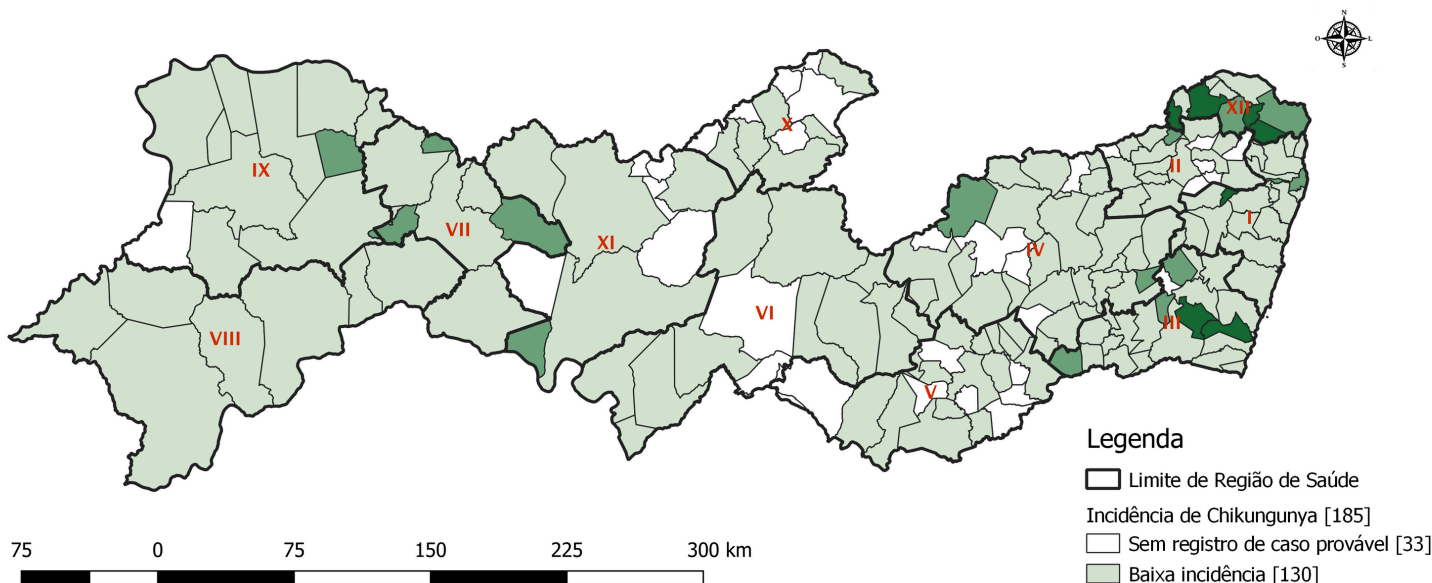 N
O
L
S
XII
X
IX
II
I
VII
XI
IV
VI
III
VIII
V
Legenda
Limite de Região de Saúde
Incidência de Chikungunya [185]
Sem registro de caso provável [33]
Baixa incidência [130]
75 0 75 150 225 300 km